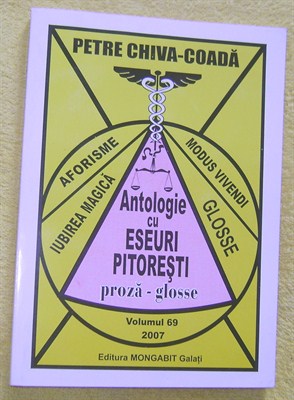 PETRE CHIVA-COADĂ
AFORISME
IUBIREA MAGICĂ
MODUS VIVENDI
GLOSSE
Antologie
cu
ESEURI
PITOREȘTI
proză - glosse
Volumul 69
2007
Editura MONGABIT Galați